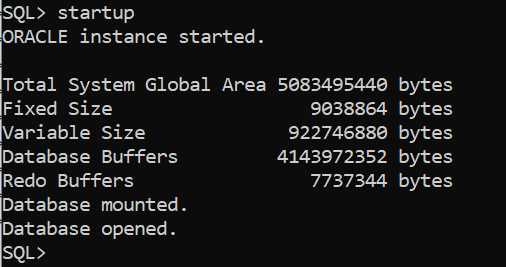 SQL> startup
ORACLE instance started.

Total System Global Area 5083495440 bytes
Fixed Size                  9038864 bytes
Variable Size             922746880 bytes
Database Buffers         4143972352 bytes
Redo Buffers                7737344 bytes
Database mounted.
Database opened.
SQL>